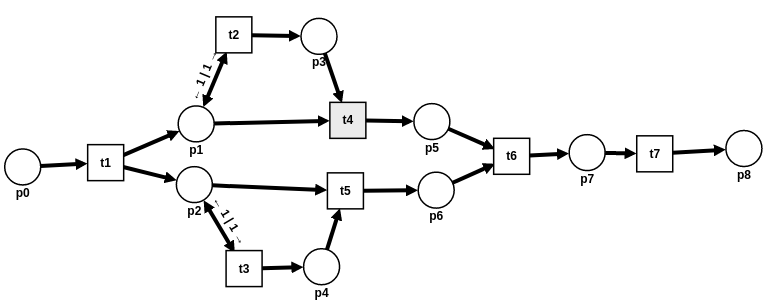 t2
p3
← 1 | 1 →
t4
p1
p5
t1
t6
p0
p7
t7
p8
p2
t5
p6
← 1 | 1 →
t3
p4